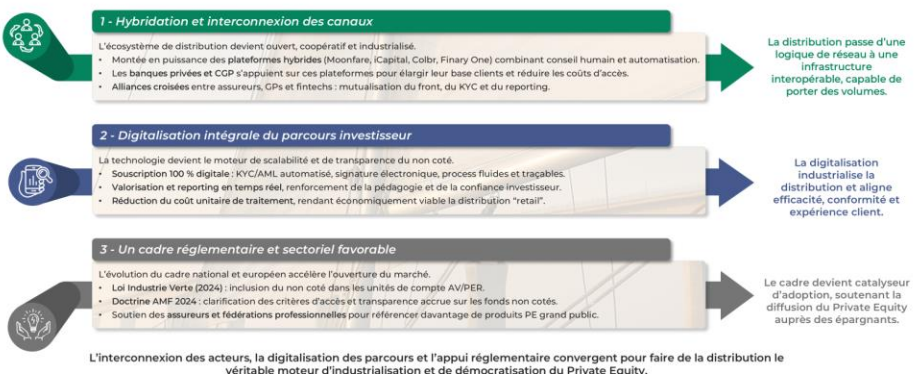 1 - Hybridation et interconnexion des canaux
L'écosystème de distribution devient ouvert, coopératif et industrialisé.
• Montée en puissance des plateformes hybrides (Moonfare, iCapital, Colbr, Finary One) combinant conseil humain et automatisation.
• Les banques privées et CGP s'appuient sur ces plateformes pour élargir leur base clients et réduire les coûts d'accès.
• Alliances croisées entre assureurs, GPs et fintechs : mutualisation du front, du KYC et du reporting.
La distribution passe d'une
logique de réseau à une
infrastructure
interopérable, capable de
porter des volumes.
2 - Digitalisation intégrale du parcours investisseur
La technologie devient le moteur de scalabilité et de transparence du non coté.
• Souscription 100 % digitale : KYC/AML automatisé, signature électronique, process fluides et traçables.
• Valorisation et reporting en temps réel, renforcement de la pédagogie et de la confiance investisseur.
• Réduction du coût unitaire de traitement, rendant économiquement viable la distribution "retail".
La digitalisation
industrialise la
distribution et aligne
efficacité, conformité et
expérience client.
3 - Un cadre réglementaire et sectoriel favorable
L'évolution du cadre national et européen accélère l'ouverture du marché.
• Loi Industrie Verte (2024) : inclusion du non coté dans les unités de compte AV/PER.
• Doctrine AMF 2024 : clarification des critères d'accès et transparence accrue sur les fonds non cotés.
• Soutien des assureurs et fédérations professionnelles pour référencer davantage de produits PE grand public.
Le cadre devient catalyseur
d'adoption, soutenant la
diffusion du Private Equity
auprès des épargnants.
L'interconnexion des acteurs, la digitalisation des parcours et l'appui réglementaire convergent pour faire de la distribution le
véritable moteur d'industrialisation et de démocratisation du Private Equity.